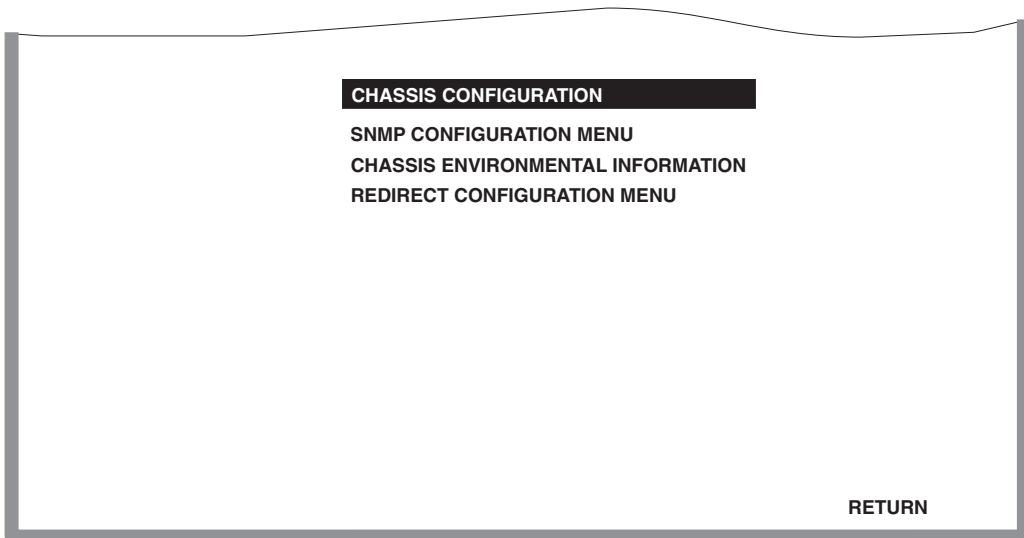 CHASSIS CONFIGURATION
SNMP CONFIGURATION MENU
CHASSIS ENVIRONMENTAL INFORMATION
REDIRECT CONFIGURATION MENU
RETURN